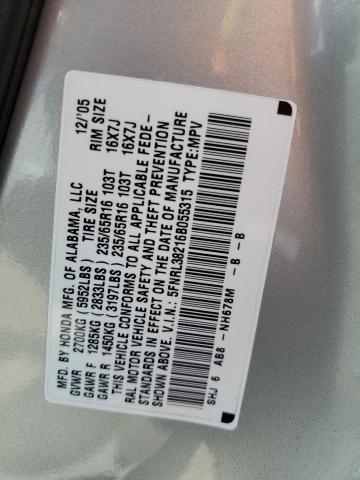 MFD. BY HONDA MFG. OF ALABAMA, LLC 12/'05
GVWR 2700KG (5952LBS) TIRE SIZE RIM SIZE
GAWR F 1285KG (2833LBS) 235/65R16 103T 16X7J
GAWR R 1450KG (3197LBS) 235/65R16 103T 16X7J
THIS VEHICLE CONFORMS TO ALL APPLICABLE FEDE-
RAL MOTOR VEHICLE SAFETY AND THEFT PREVENTION
STANDARDS IN EFFECT ON THE DATE OF MANUFACTURE
SHOWN ABOVE. V.I.N.: 5FNRL38216B055315 TYPE:MPV
SHJ 6 AB8 - NH678M - B - B